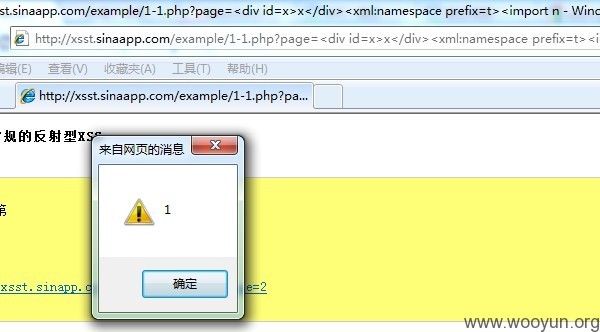 sst.sinaapp.com/example/1-1.php?page=<div id=x>x</div><xml:namespace prefix=t><import n - Wind
http://xsst.sinaapp.com/example/1-1.php?page=<div id=x>x</div><xml:namespace prefix=t><im
编辑(E) 查看(V) 收藏夹(A) 工具(T) 帮助(H)
http://xsst.sinaapp.com/example/1-1.php?pa...
规的反射型XSS
来自网页的消息
1
第
确定
xsst.sinapp.c
e=2
www.wooyun.org